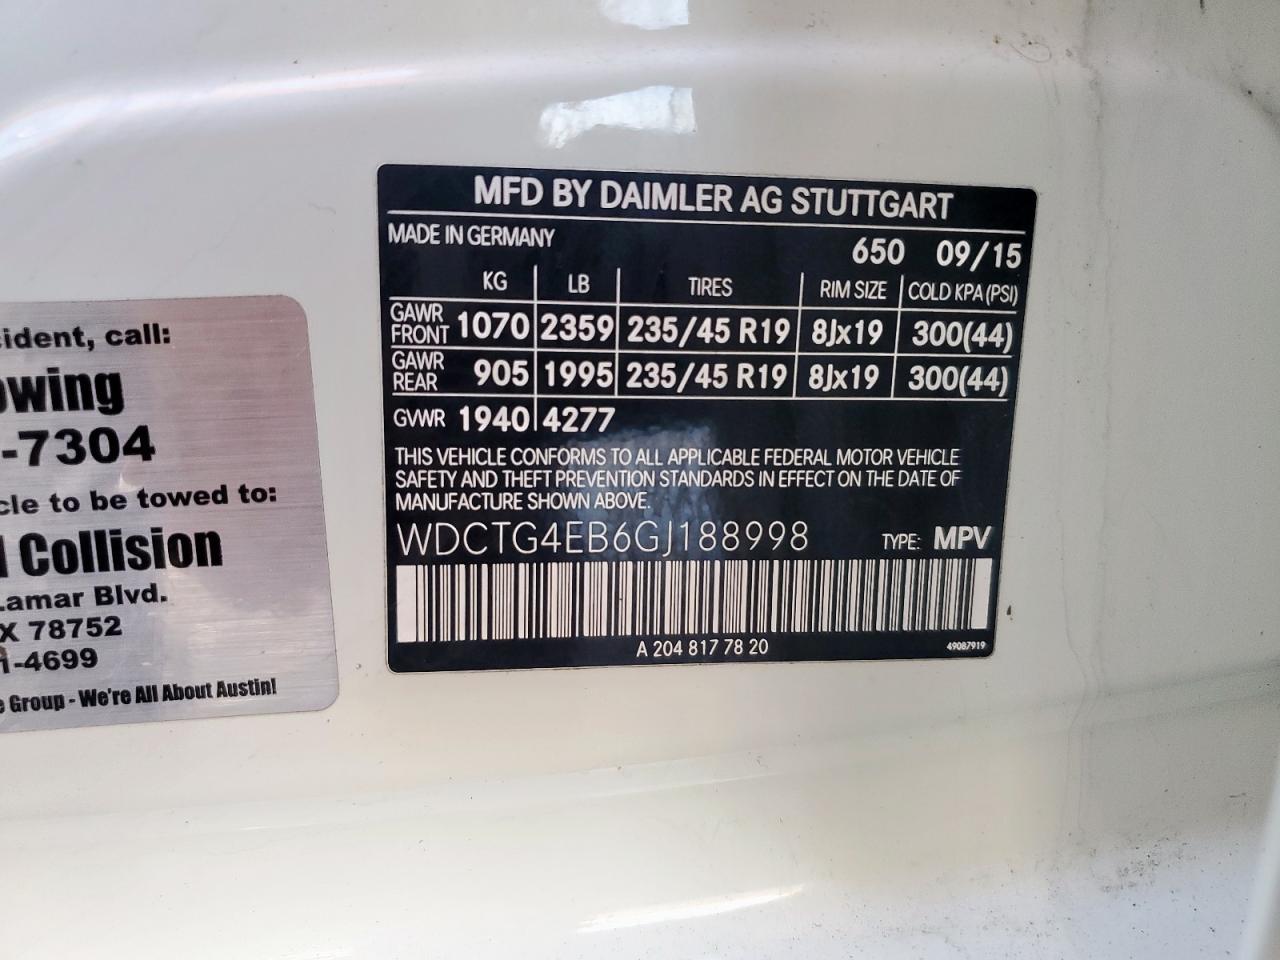 MFD BY DAIMLER AG STUTTGART
MADE IN GERMANY 650 09/15
KG LB TIRES RIM SIZE COLD KPA (PSI)
GAWR FRONT 1070 2359 235/45 R19 8Jx19 300(44)
GAWR REAR 905 1995 235/45 R19 8Jx19 300(44)
GVWR 1940 4277
THIS VEHICLE CONFORMS TO ALL APPLICABLE FEDERAL MOTOR VEHICLE
SAFETY AND THEFT PREVENTION STANDARDS IN EFFECT ON THE DATE OF
MANUFACTURE SHOWN ABOVE.
WDCTG4EB6GJ188998 TYPE: MPV
A 204 817 78 20 49087919
call:
-7304
to be towed to:
Collision
Lamar Blvd.
78752
-4699
Group - We're All About Austin!